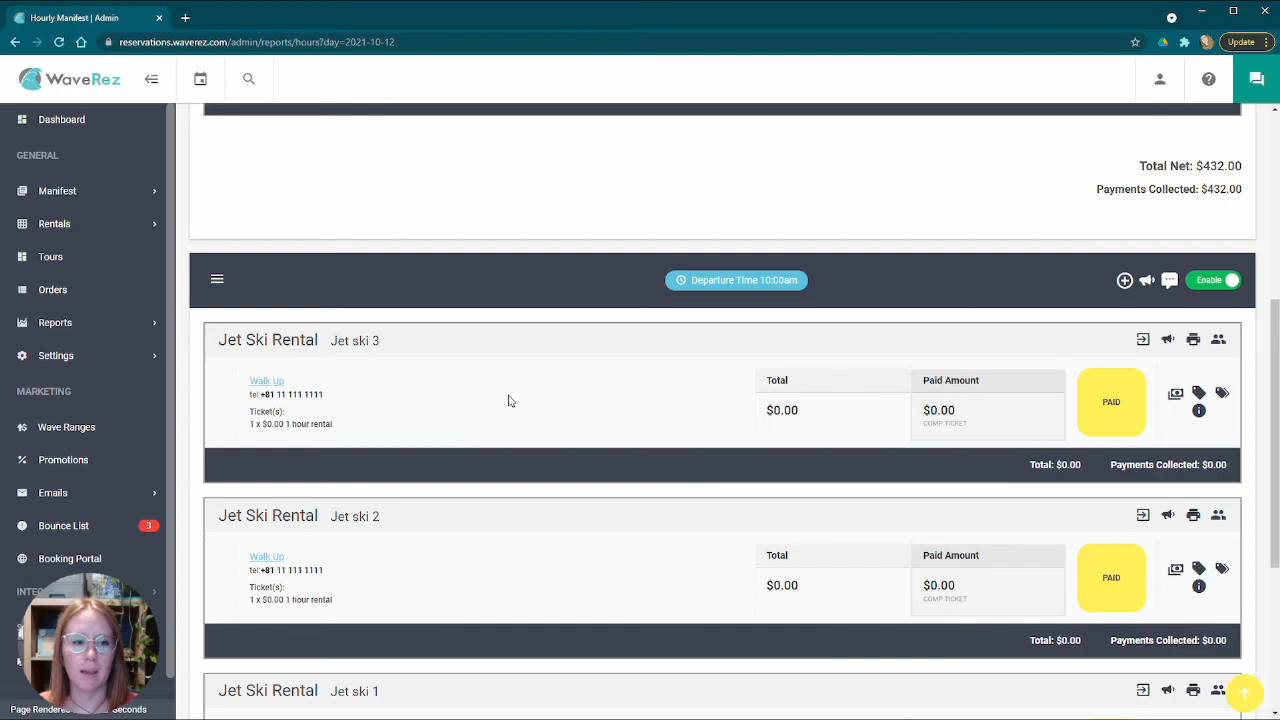 Hourly Manifest | Admin
reservations.waverez.com/admin/reports/hours?day=2021-10-12
Update
WaveRez
Dashboard
GENERAL
Manifest
Rentals
Tours
Orders
Reports
Settings
MARKETING
Wave Ranges
Promotions
Emails
Bounce List 3
Booking Portal
Total Net: $432.00
Payments Collected: $432.00
Departure Time 10:00am
Enable
Jet Ski Rental Jet ski 3
Walk Up
tel:+81 11 111 1111
Ticket(s):
1 x $0.00 1 hour rental
Total
$0.00
Paid Amount
$0.00
COMP TICKET
PAID
Total: $0.00 Payments Collected: $0.00
Jet Ski Rental Jet ski 2
Walk Up
tel:+81 11 111 1111
Ticket(s):
1 x $0.00 1 hour rental
Total
$0.00
Paid Amount
$0.00
COMP TICKET
PAID
Total: $0.00 Payments Collected: $0.00
Jet Ski Rental Jet ski 1
Page Rendered
Seconds